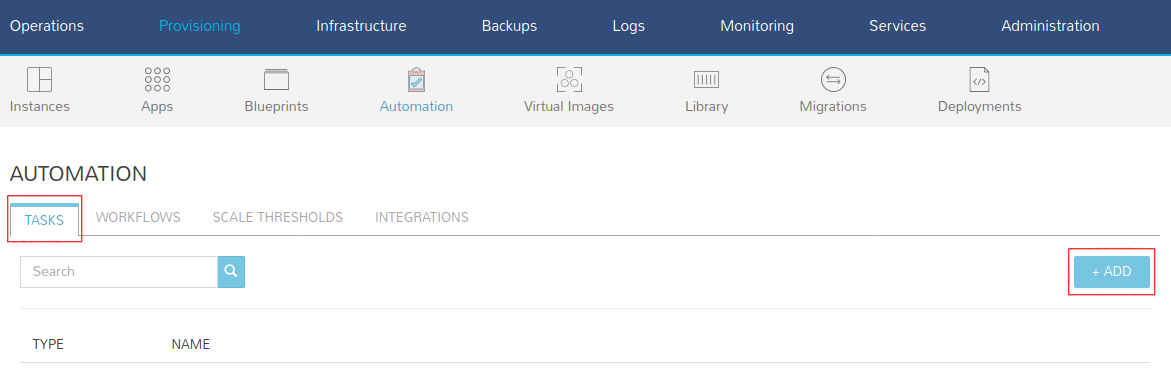 Operations Provisioning Infrastructure Backups Logs Monitoring Services Administration
Instances Apps Blueprints Automation Virtual Images Library Migrations Deployments
AUTOMATION
TASKS WORKFLOWS SCALE THRESHOLDS INTEGRATIONS
Search + ADD
TYPE NAME